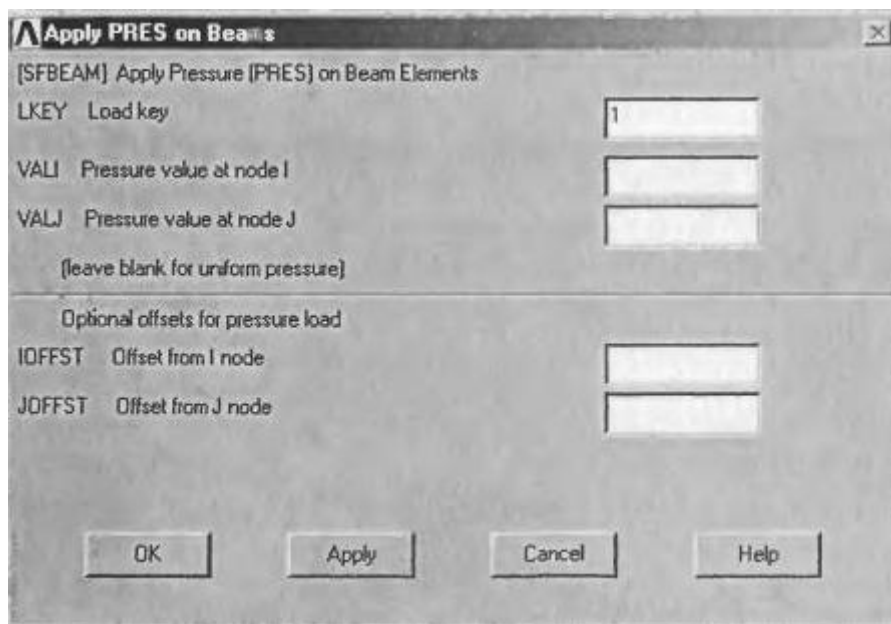 Apply PRES on Beams
[SFBEAM] Apply Pressure (PRES) on Beam Elements
LKEY Load key
1
VALI Pressure value at node I
VALJ Pressure value at node J
(leave blank for uniform pressure)
Optional offsets for pressure load
IOFFST Offset from I node
JOFFST Offset from J node
OK Apply Cancel Help